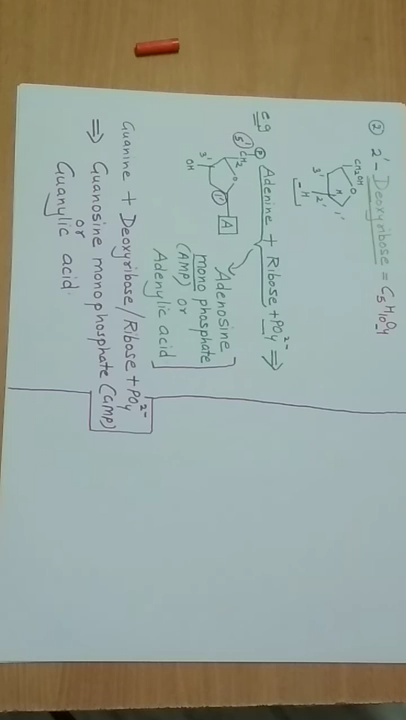 ② 2'- Deoxyribose = C5H10O4
CH2OH
O
H
1'
3'
2'
H
eg Adenine + Ribose + PO4 2- ⇒
P
5' CH2
O
1'
3'
OH
A
Adenosine
mono phosphate
(AMP) or
Adenylic acid
Guanine + Deoxyribose/Ribose + PO4 2-
⇒ Guanosine monophosphate (GMP)
or
Guanylic acid.